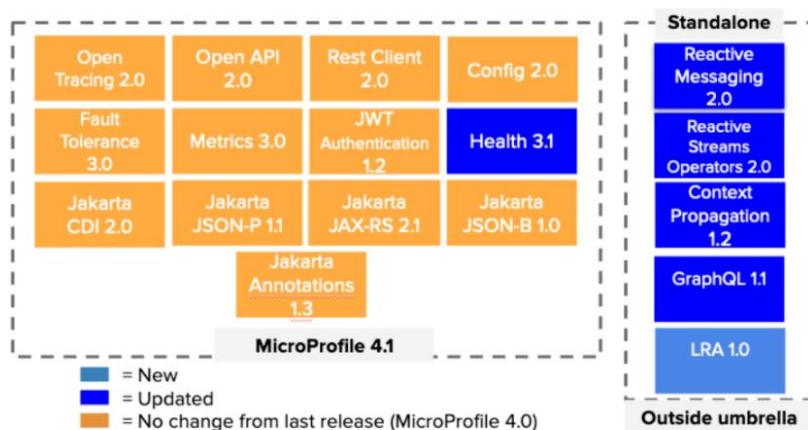 Standalone
Open
Tracing 2.0
Open API
2.0
Rest Client
2.0
Config 2.0
Reactive
Messaging
2.0
Fault
Tolerance
3.0
Metrics 3.0
JWT
Authentication
1.2
Health 3.1
Reactive
Streams
Operators 2.0
Jakarta
CDI 2.0
Jakarta
JSON-P 1.1
Jakarta
JAX-RS 2.1
Jakarta
JSON-B 1.0
Context
Propagation
1.2
Jakarta
Annotations
1.3
GraphQL 1.1
MicroProfile 4.1
LRA 1.0
= New
= Updated
= No change from last release (MicroProfile 4.0)
Outside umbrella